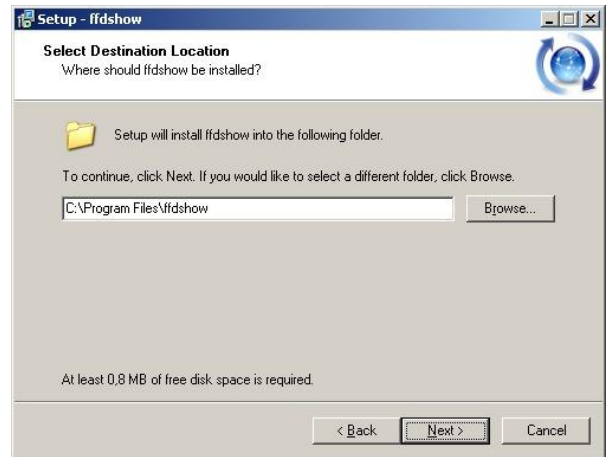 Setup - ffdshow
Select Destination Location
Where should ffdshow be installed?
Setup will install ffdshow into the following folder.
To continue, click Next. If you would like to select a different folder, click Browse.
C:\Program Files\ffdshow
Browse...
At least 0,8 MB of free disk space is required.
< Back
Next >
Cancel